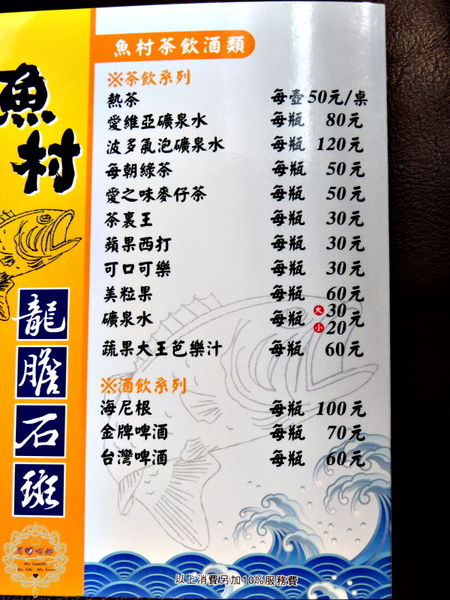 魚村
龍膽石斑
魚村茶飲酒類
※茶飲系列
熱茶 每壺50元/桌
愛維亞礦泉水 每瓶 80元
波多氣泡礦泉水 每瓶 120元
每朝綠茶 每瓶 50元
愛之味麥仔茶 每瓶 50元
茶裏王 每瓶 30元
蘋果西打 每瓶 30元
可口可樂 每瓶 30元
美粒果 每瓶 60元
礦泉水 每瓶 大30 小20元
蔬果大王芭樂汁 每瓶 60元
※酒飲系列
海尼根 每瓶 100元
金牌啤酒 每瓶 70元
台灣啤酒 每瓶 60元
以上消費另加10%服務費
My Family